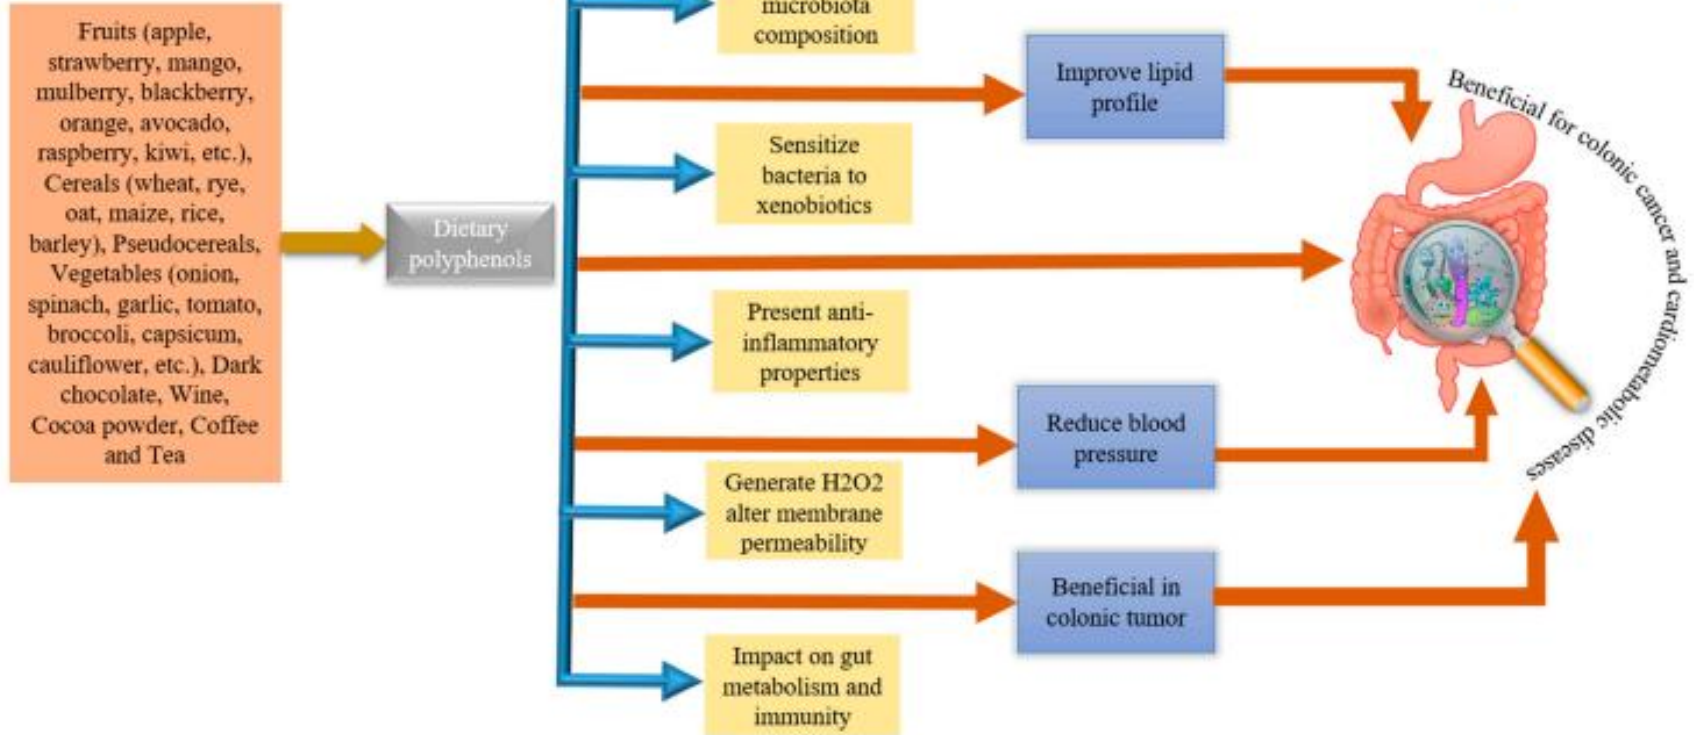 Fruits (apple,
strawberry, mango,
mulberry, blackberry,
orange, avocado,
raspberry, kiwi, etc.),
Cereals (wheat, rye,
oat, maize, rice,
barley), Pseudocereals,
Vegetables (onion,
spinach, garlic, tomato,
broccoli, capsicum,
cauliflower, etc.), Dark
chocolate, Wine,
Cocoa powder, Coffee
and Tea
Dietary
polyphenols
microbiota
composition
Sensitize
bacteria to
xenobiotics
Present anti-
inflammatory
properties
Generate H2O2
alter membrane
permeability
Impact on gut
metabolism and
immunity
Improve lipid
profile
Reduce blood
pressure
Beneficial in
colonic tumor
Beneficial for colonic cancer and cardiometabolic diseases